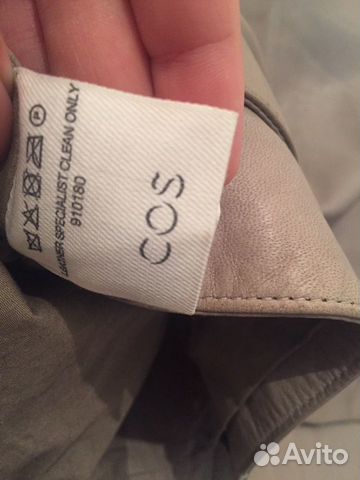 P
LEATHER SPECIALIST CLEAN ONLY
910180
COS
Avito